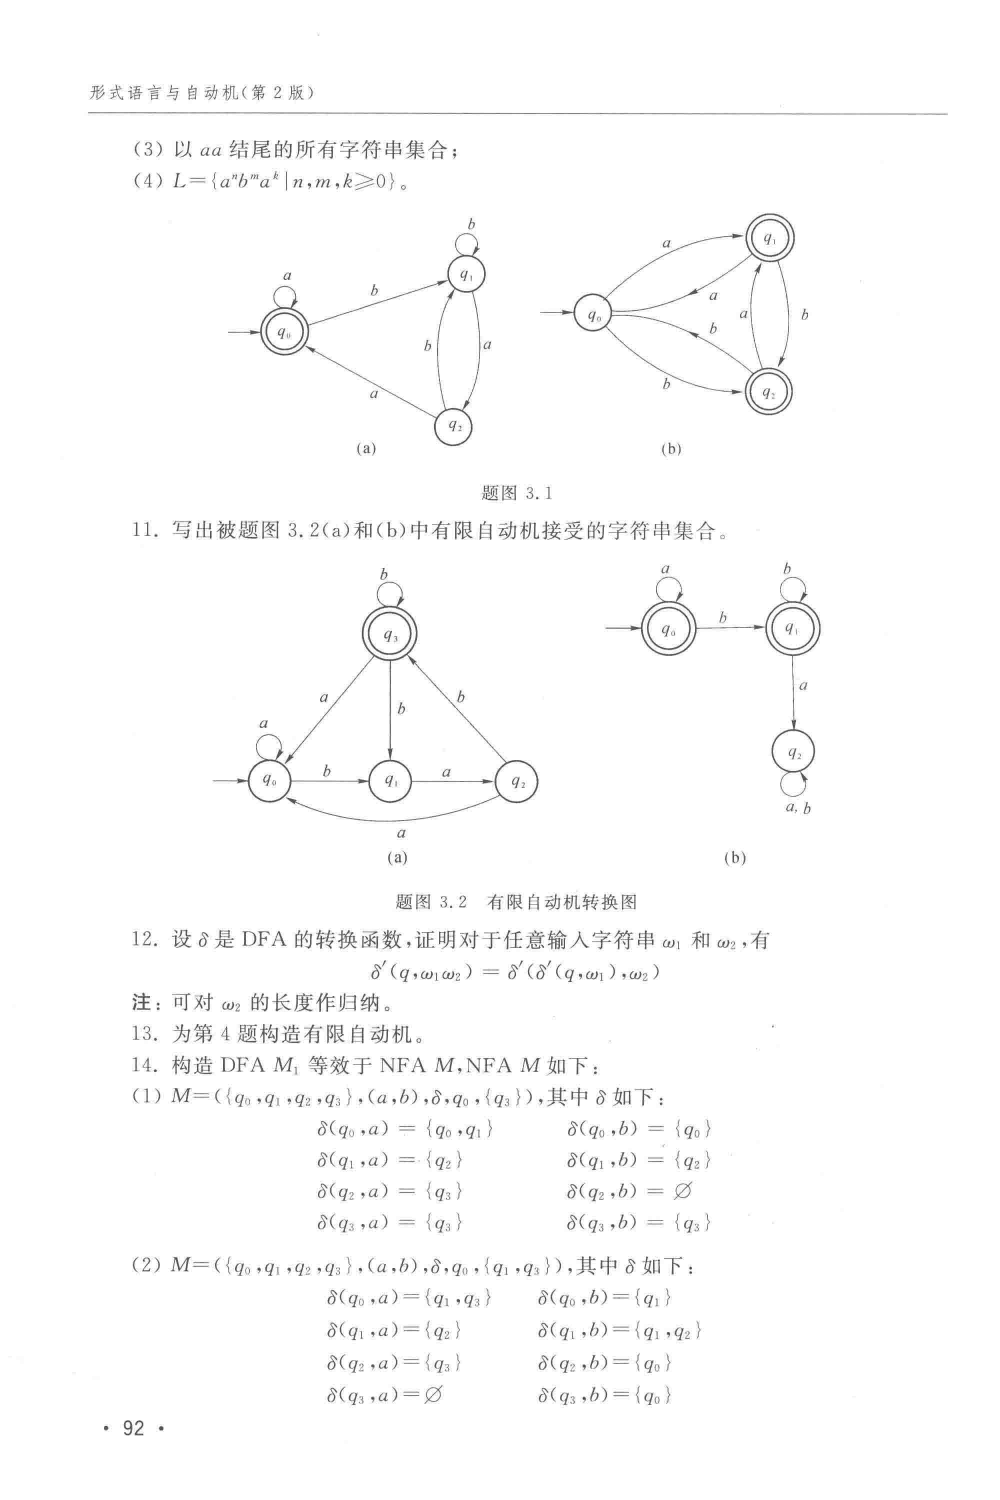 形式语言与自动机(第2版)
(3) 以 aa 结尾的所有字符串集合;
(4) L={aⁿbᵐaᵏ|n,m,k⩾0}。
a
b
q₀
b
q₁
a
b
a
q₂
(a)
q₀
a
q₁
a
b
a
b
b
q₂
(b)
题图 3.1
11. 写出被题图 3.2(a)和(b)中有限自动机接受的字符串集合。
b
q₃
a
b
b
a
q₀
b
q₁
a
q₂
a
(a)
a
b
q₀
b
q₁
a
q₂
a, b
(b)
题图 3.2 有限自动机转换图
12. 设 δ 是 DFA 的转换函数,证明对于任意输入字符串 ω₁ 和 ω₂,有
δ′(q,ω₁ω₂) = δ′(δ′(q,ω₁),ω₂)
注:可对 ω₂ 的长度作归纳。
13. 为第 4 题构造有限自动机。
14. 构造 DFA M₁ 等效于 NFA M,NFA M 如下:
(1) M=({q₀,q₁,q₂,q₃},(a,b),δ,q₀,{q₃}),其中 δ 如下:
δ(q₀,a) = {q₀,q₁} δ(q₀,b) = {q₀}
δ(q₁,a) = {q₂} δ(q₁,b) = {q₂}
δ(q₂,a) = {q₃} δ(q₂,b) = ∅
δ(q₃,a) = {q₃} δ(q₃,b) = {q₃}
(2) M=({q₀,q₁,q₂,q₃},(a,b),δ,q₀,{q₁,q₃}),其中 δ 如下:
δ(q₀,a)={q₁,q₃} δ(q₀,b)={q₁}
δ(q₁,a)={q₂} δ(q₁,b)={q₁,q₂}
δ(q₂,a)={q₃} δ(q₂,b)={q₀}
δ(q₃,a)=∅ δ(q₃,b)={q₀}
· 92 ·